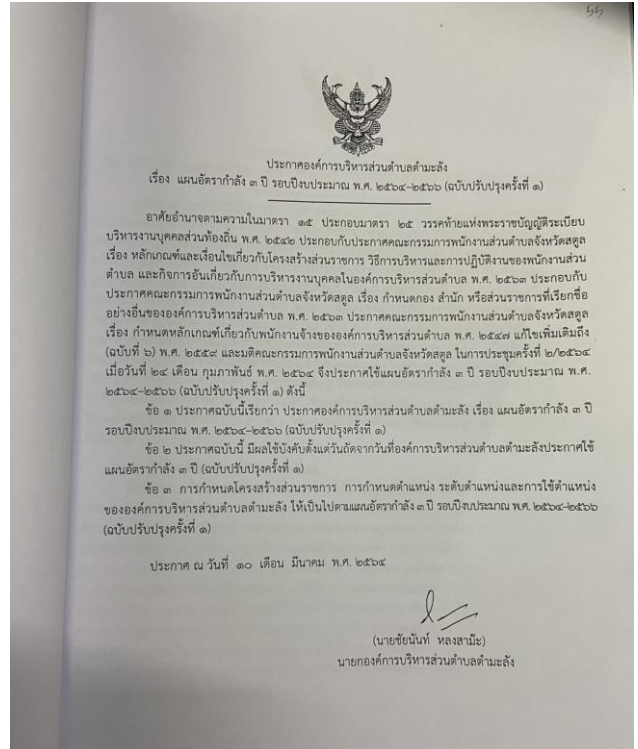 55
ประกาศองค์การบริหารส่วนตำบลตำมะลัง
เรื่อง แผนอัตรากำลัง ๓ ปี รอบปีงบประมาณ พ.ศ. ๒๕๖๔-๒๕๖๖ (ฉบับปรับปรุงครั้งที่ ๑)
อาศัยอำนาจตามความในมาตรา ๑๕ ประกอบมาตรา ๒๕ วรรคท้ายแห่งพระราชบัญญัติระเบียบ
บริหารงานบุคคลส่วนท้องถิ่น พ.ศ. ๒๕๔๒ ประกอบกับประกาศคณะกรรมการพนักงานส่วนตำบลจังหวัดสตูล
เรื่อง หลักเกณฑ์และเงื่อนไขเกี่ยวกับโครงสร้างส่วนราชการ วิธีการบริหารและการปฏิบัติงานของพนักงานส่วน
ตำบล และกิจการอันเกี่ยวกับการบริหารงานบุคคลในองค์การบริหารส่วนตำบล พ.ศ. ๒๕๖๓ ประกอบกับ
ประกาศคณะกรรมการพนักงานส่วนตำบลจังหวัดสตูล เรื่อง กำหนดกอง สำนัก หรือส่วนราชการที่เรียกชื่อ
อย่างอื่นขององค์การบริหารส่วนตำบล พ.ศ. ๒๕๖๓ ประกาศคณะกรรมการพนักงานส่วนตำบลจังหวัดสตูล
เรื่อง กำหนดหลักเกณฑ์เกี่ยวกับพนักงานจ้างขององค์การบริหารส่วนตำบล พ.ศ. ๒๕๔๗ แก้ไขเพิ่มเติมถึง
(ฉบับที่ ๖) พ.ศ. ๒๕๕๙ และมติคณะกรรมการพนักงานส่วนตำบลจังหวัดสตูล ในการประชุมครั้งที่ ๒/๒๕๖๔
เมื่อวันที่ ๒๔ เดือน กุมภาพันธ์ พ.ศ. ๒๕๖๔ จึงประกาศใช้แผนอัตรากำลัง ๓ ปี รอบปีงบประมาณ พ.ศ.
๒๕๖๔-๒๕๖๖ (ฉบับปรับปรุงครั้งที่ ๑) ดังนี้
ข้อ ๑ ประกาศฉบับนี้เรียกว่า ประกาศองค์การบริหารส่วนตำบลตำมะลัง เรื่อง แผนอัตรากำลัง ๓ ปี
รอบปีงบประมาณ พ.ศ. ๒๕๖๔-๒๕๖๖ (ฉบับปรับปรุงครั้งที่ ๑)
ข้อ ๒ ประกาศฉบับนี้ มีผลใช้บังคับตั้งแต่วันถัดจากวันที่องค์การบริหารส่วนตำบลตำมะลังประกาศใช้
แผนอัตรากำลัง ๓ ปี (ฉบับปรับปรุงครั้งที่ ๑)
ข้อ ๓ การกำหนดโครงสร้างส่วนราชการ การกำหนดตำแหน่ง ระดับตำแหน่งและการใช้ตำแหน่ง
ขององค์การบริหารส่วนตำบลตำมะลัง ให้เป็นไปตามแผนอัตรากำลัง ๓ ปี รอบปีงบประมาณ พ.ศ. ๒๕๖๔-๒๕๖๖
(ฉบับปรับปรุงครั้งที่ ๑)
ประกาศ ณ วันที่ ๑๐ เดือน มีนาคม พ.ศ. ๒๕๖๔
(นายชัยนันท์ หลงสาม๊ะ)
นายกองค์การบริหารส่วนตำบลตำมะลัง